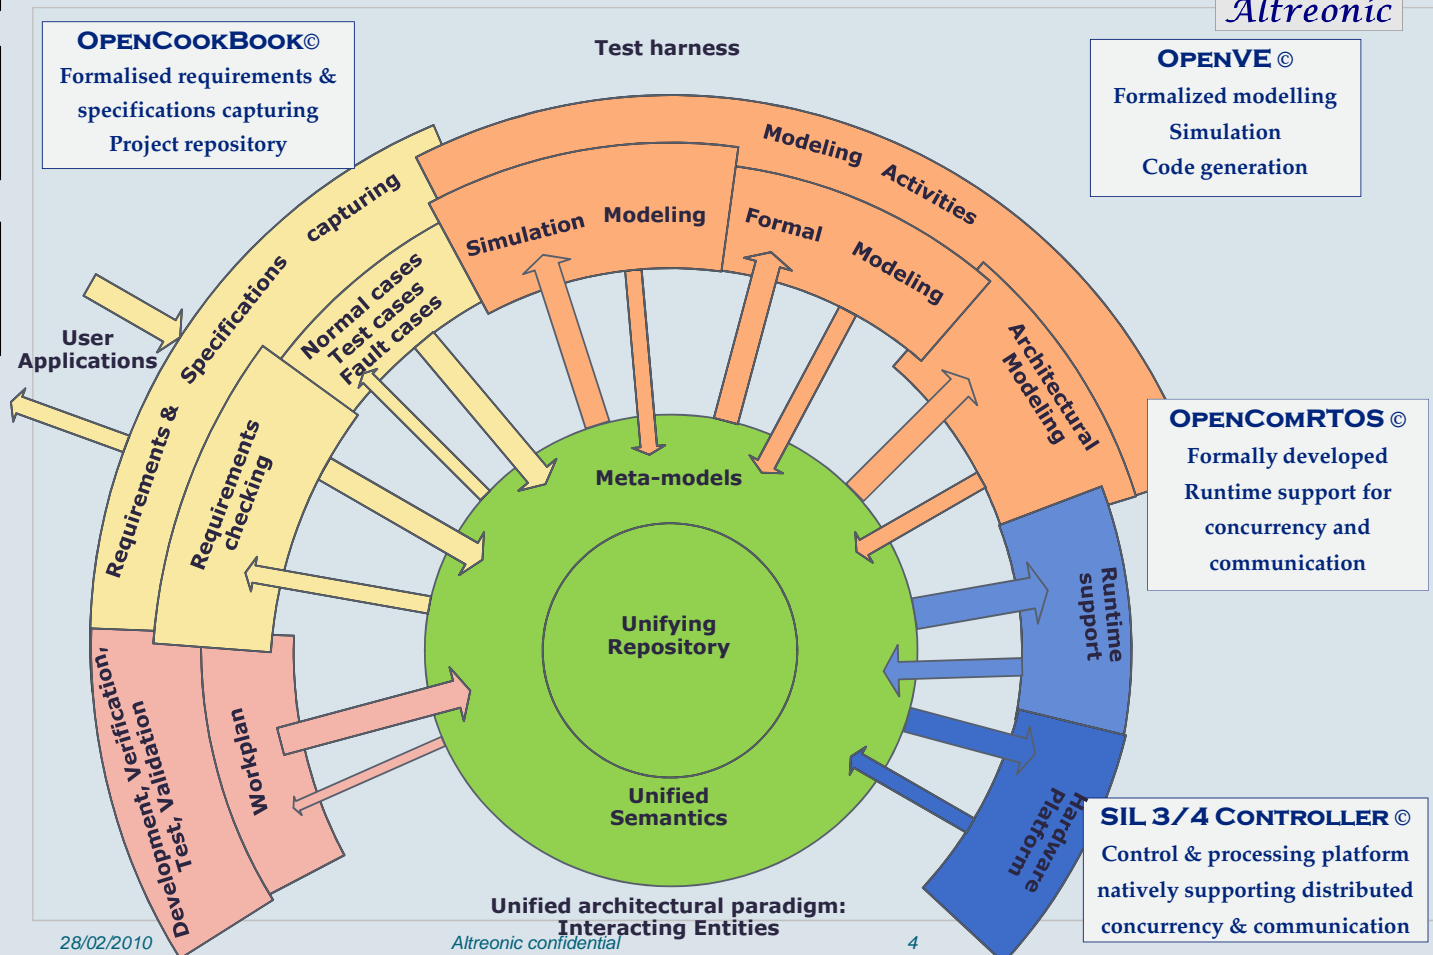 Altreonic
OpenCookBook©
Formalised requirements &
specifications capturing
Project repository
Test harness
OpenVE ©
Formalized modelling
Simulation
Code generation
Modeling Activities
Requirements & Specifications capturing
Simulation Modeling
Formal Modeling
Architectural
Modeling
Normal cases
Test cases
Fault cases
User
Applications
Requirements
checking
OpenComRTOS ©
Formally developed
Runtime support for
concurrency and
communication
Meta-models
Unifying
Repository
Unified
Semantics
Runtime
support
Hardware
Platform
Workplan
Development, Verification,
Test, Validation
SIL 3/4 Controller ©
Control & processing platform
natively supporting distributed
concurrency & communication
Unified architectural paradigm:
Interacting Entities
28/02/2010
Altreonic confidential
4